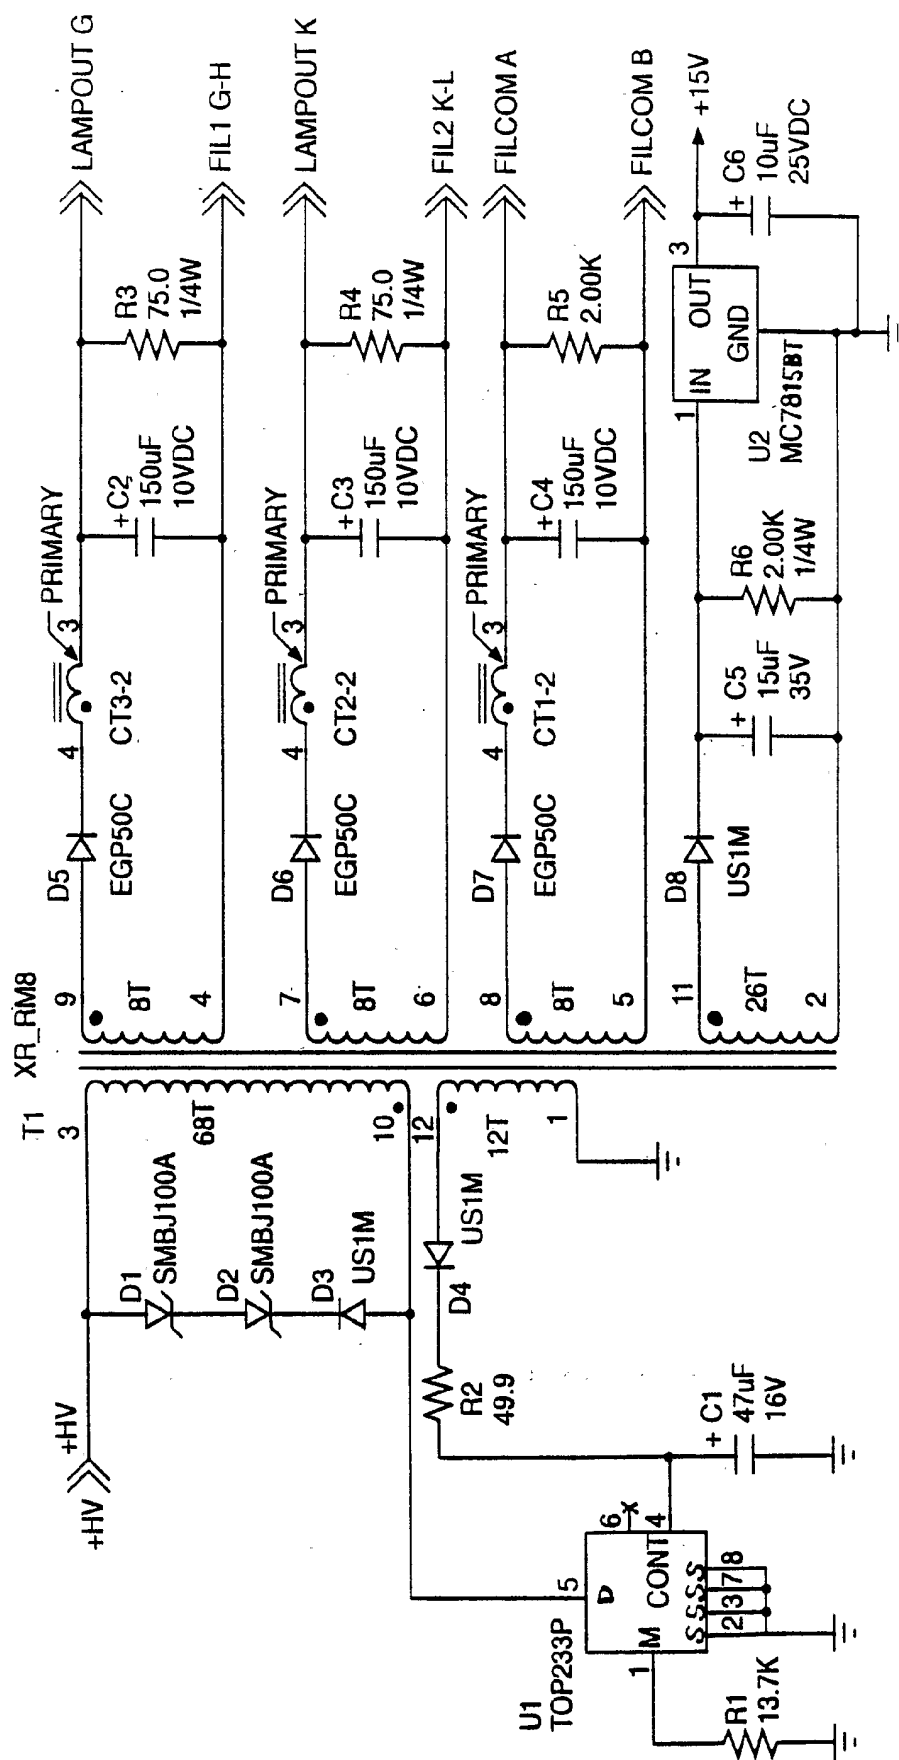 +HV
+HV
T1
XR_RM8
3
68T
10
12
12T
1
D1
SMBJ100A
D2
SMBJ100A
D3
US1M
D4
US1M
R2
49.9
+ C1
47uF
16V
U1
TOP233P
5
D
6
x
4
CONT
M
1
S S S S
2 3 7 8
R1
13.7K
9
8T
4
D5
EGP50C
4
CT3-2
3
PRIMARY
+C2
150uF
10VDC
R3
75.0
1/4W
LAMPOUT G
FIL1 G-H
7
8T
6
D6
EGP50C
4
CT2-2
3
PRIMARY
+C3
150uF
10VDC
R4
75.0
1/4W
LAMPOUT K
FIL2 K-L
8
8T
5
D7
EGP50C
4
CT1-2
3
PRIMARY
+C4
150uF
10VDC
R5
2.00K
FILCOM A
FILCOM B
11
26T
2
D8
US1M
+ C5
15uF
35V
R6
2.00K
1/4W
1
IN
OUT
GND
3
U2
MC7815BT
+15V
+ C6
10uF
25VDC